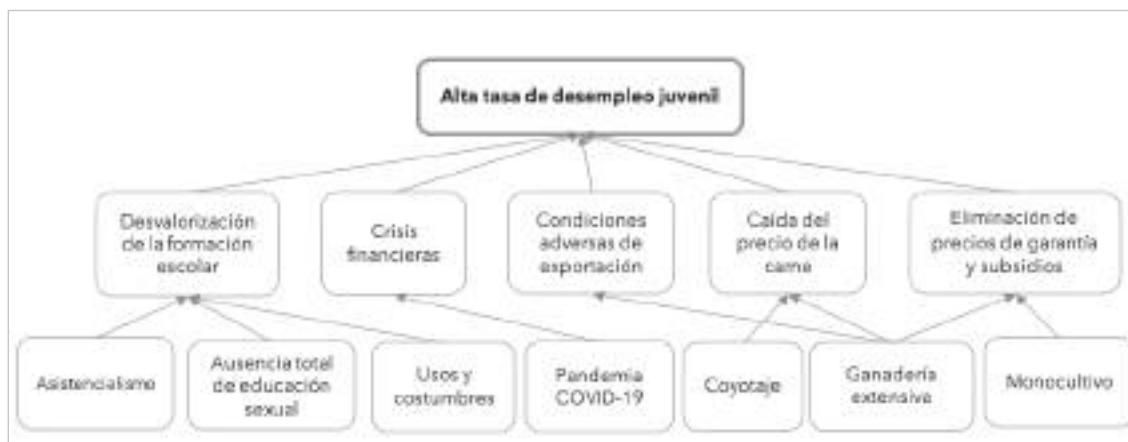 Alta tasa de desempleo juvenil
Desvalorización
de la formación
escolar
Crisis
financieras
Condiciones
adversas de
exportación
Caída del
precio de la
carne
Eliminación de
precios de garantía
y subsidios
Asistencialismo
Ausencia total
de educación
sexual
Usos y
costumbres
Pandemia
COVID-19
Coyotaje
Ganadería
extensiva
Monocultivo